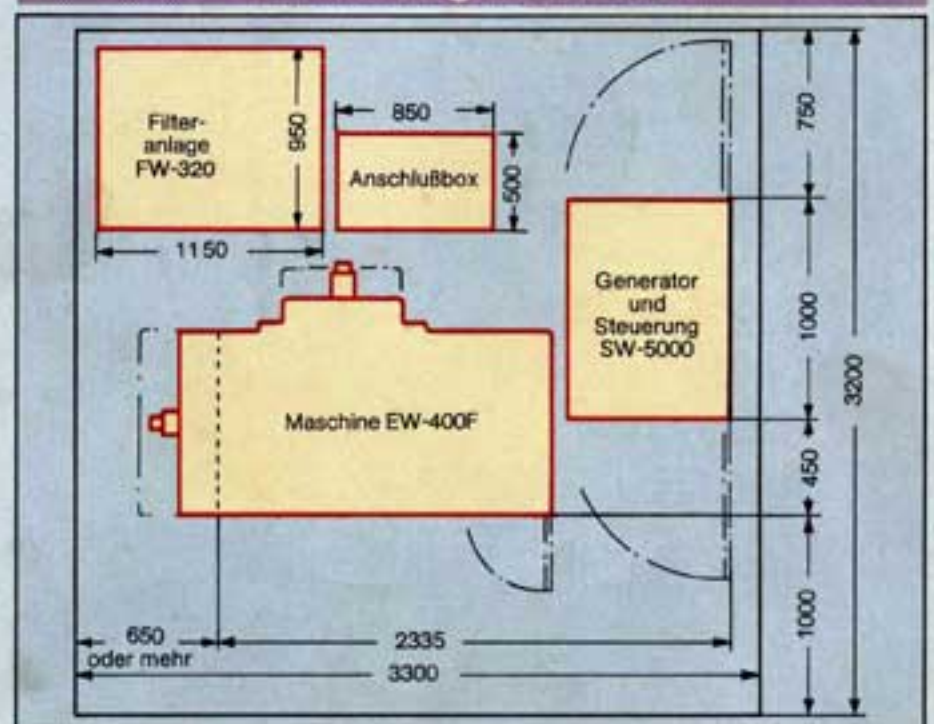 Filter-
anlage
FW-320
950
1150
850
Anschlußbox
500
750
Generator
und
Steuerung
SW-5000
1000
3200
Maschine EW-400F
450
1000
650
oder mehr
2335
3300